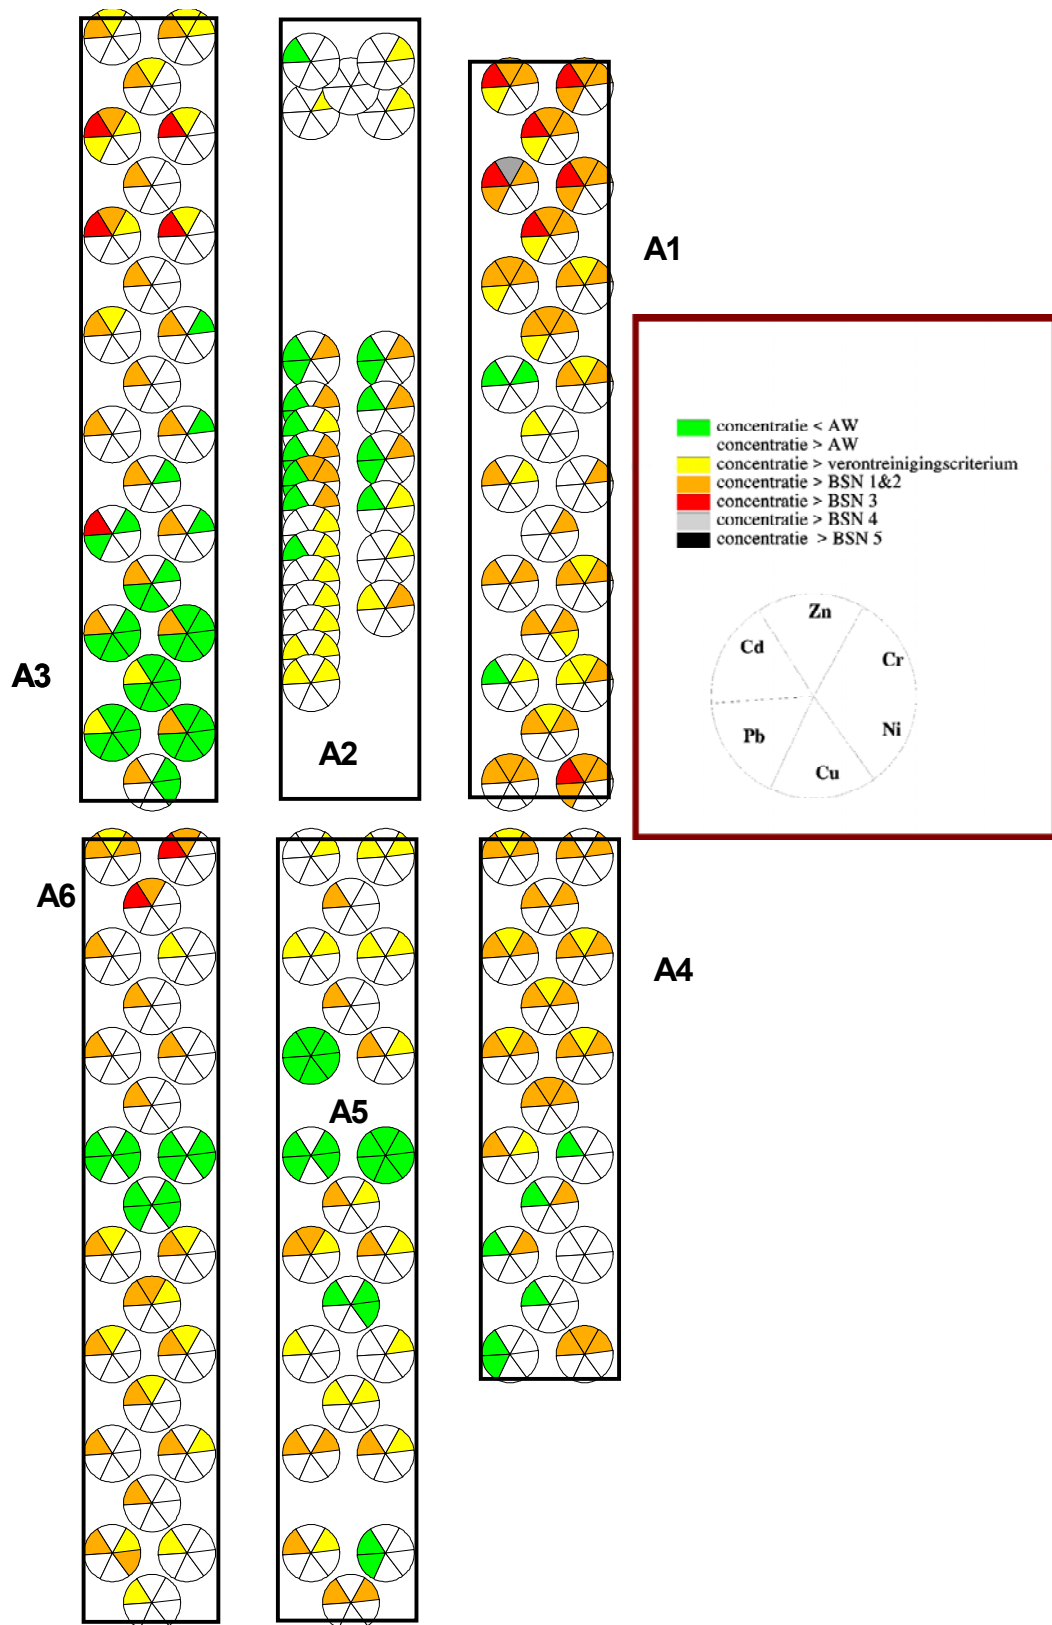 A1
concentratie < AW
concentratie > AW
concentratie > verontreinigingscriterium
concentratie > BSN 1&2
concentratie > BSN 3
concentratie > BSN 4
concentratie > BSN 5
Zn
Cd
Cr
Pb
Ni
Cu
A3
A2
A6
A4
A5